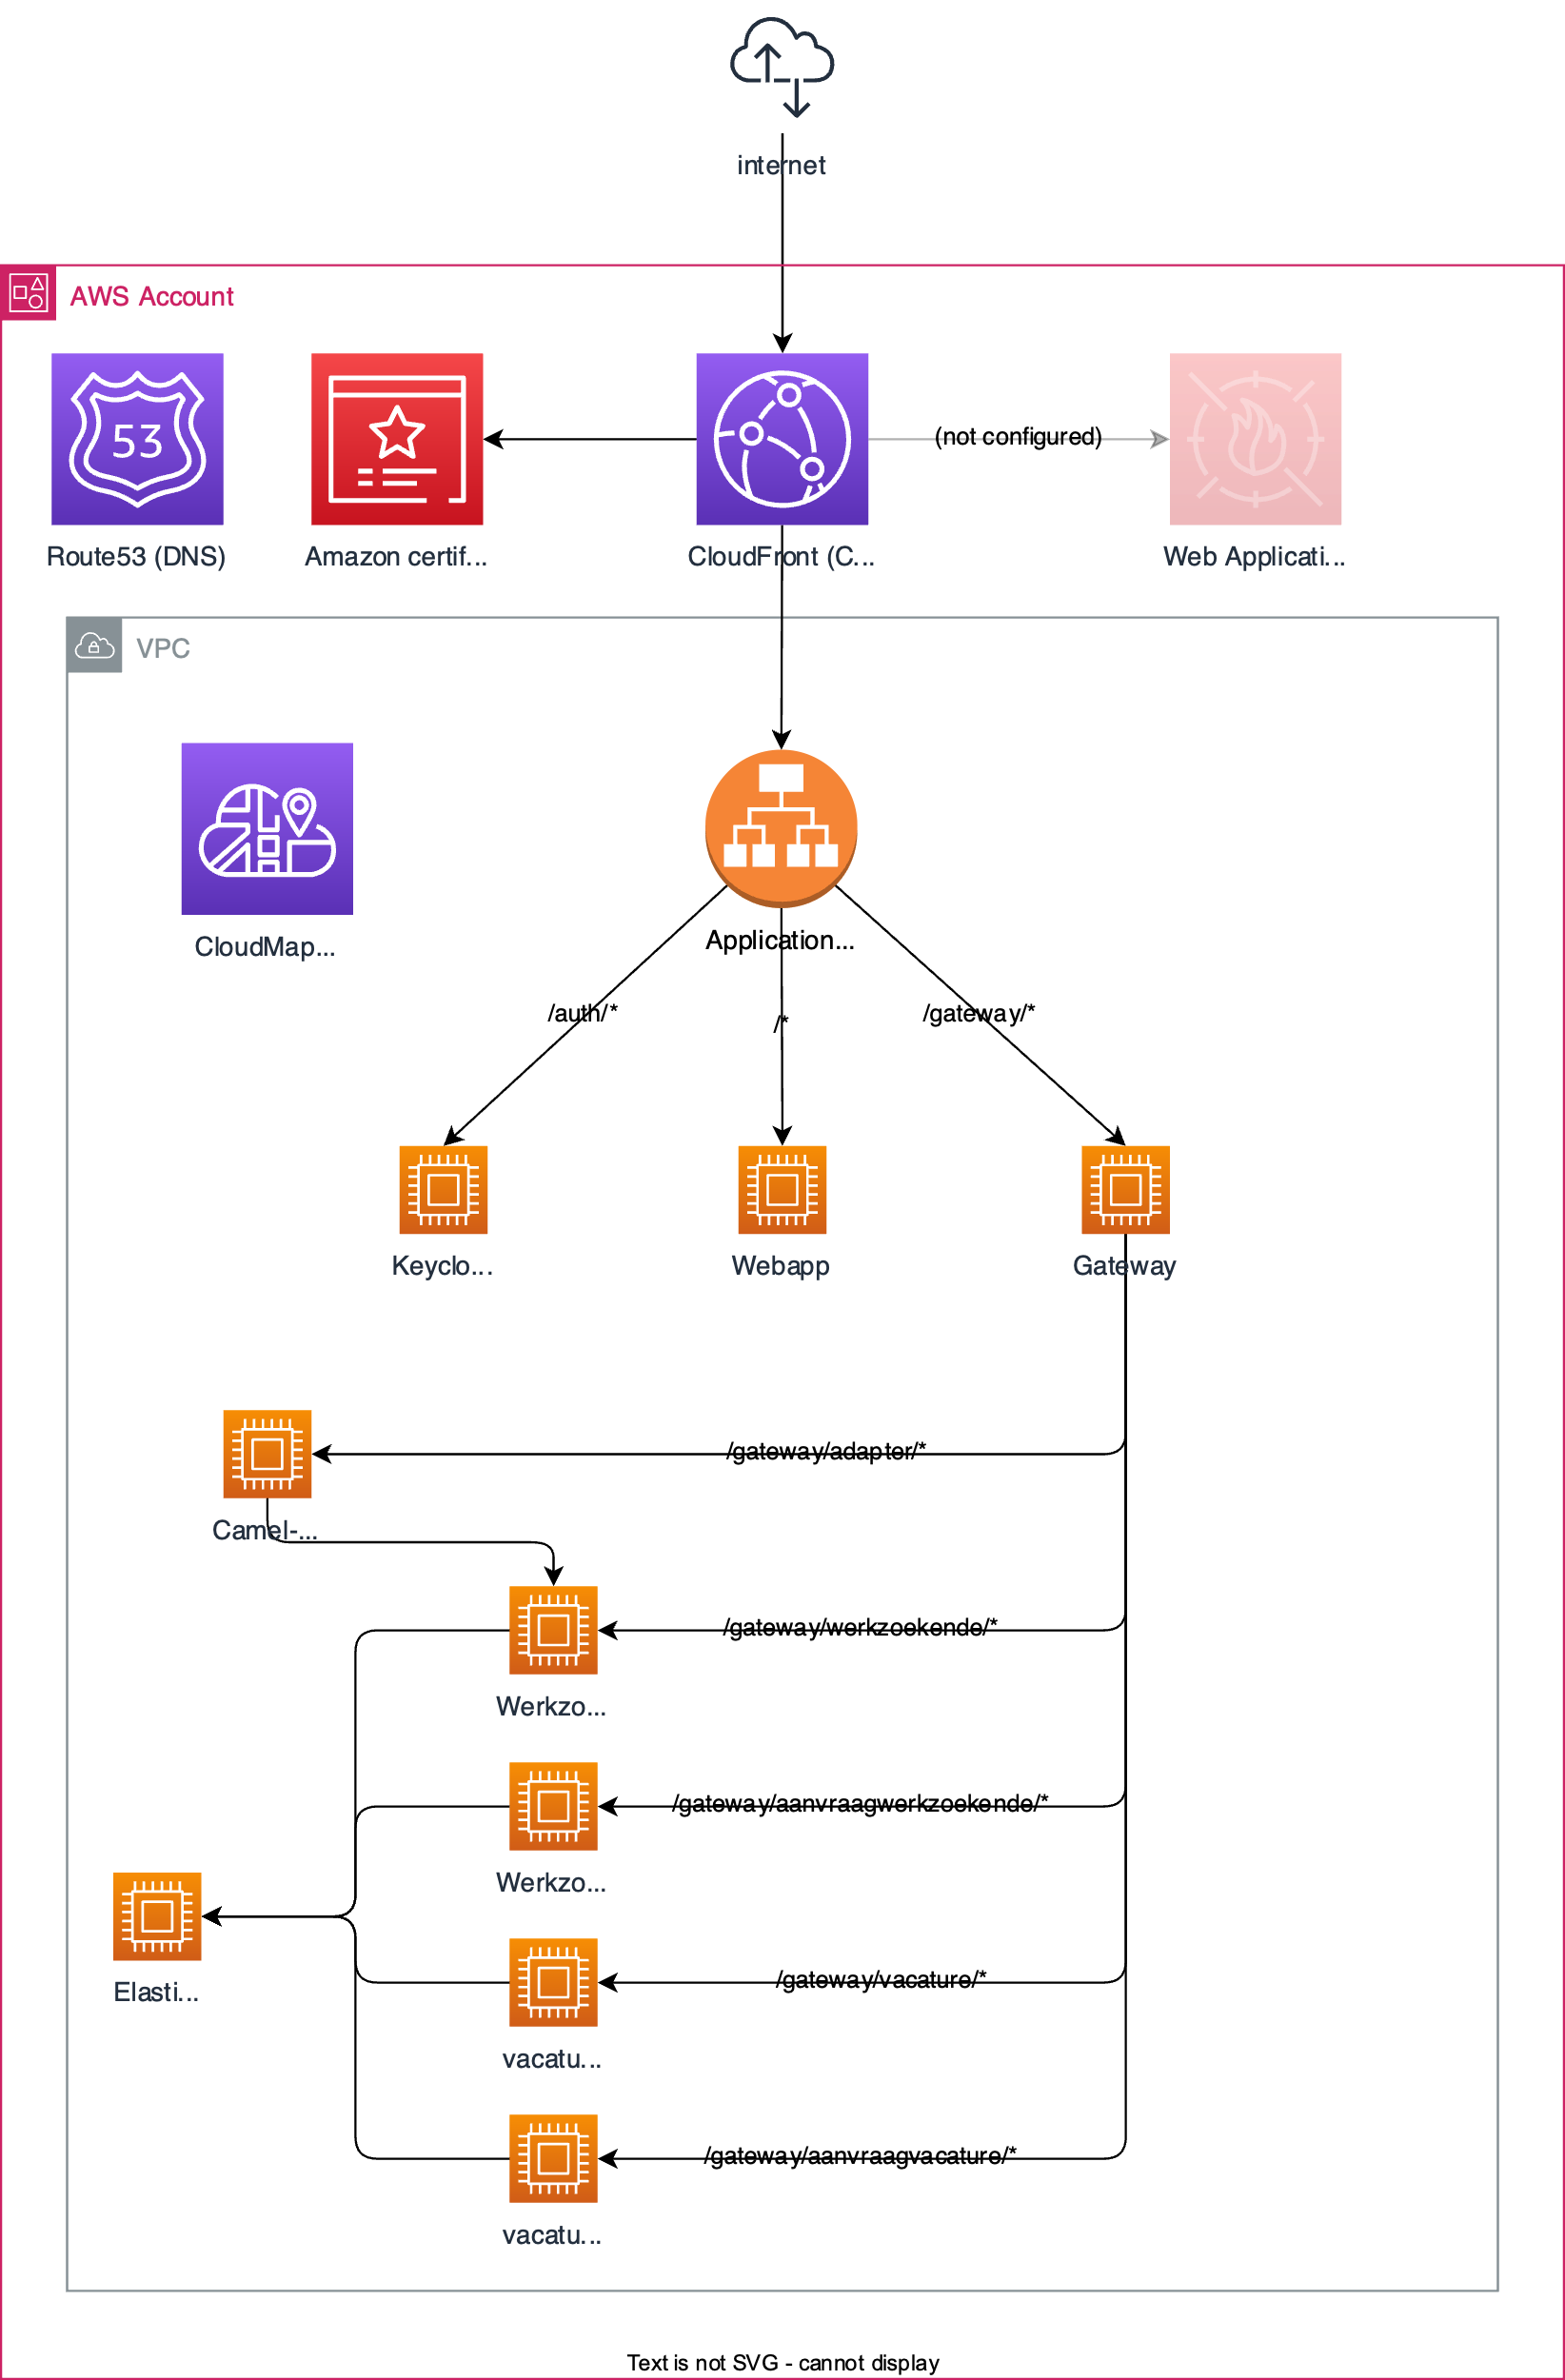 internet
AWS Account
53
(not configured)
Route53 (DNS)
Amazon certif...
CloudFront (C...
Web Applicati...
VPC
CloudMap...
Application...
/auth/*
/*
/gateway/*
Keyclo...
Webapp
Gateway
/gateway/adapter/*
Camel-...
/gateway/werkzoekende/*
Werkzo...
/gateway/aanvraagwerkzoekende/*
Werkzo...
/gateway/vacature/*
Elasti...
vacatu...
/gateway/aanvraagvacature/*
vacatu...
Text is not SVG - cannot display